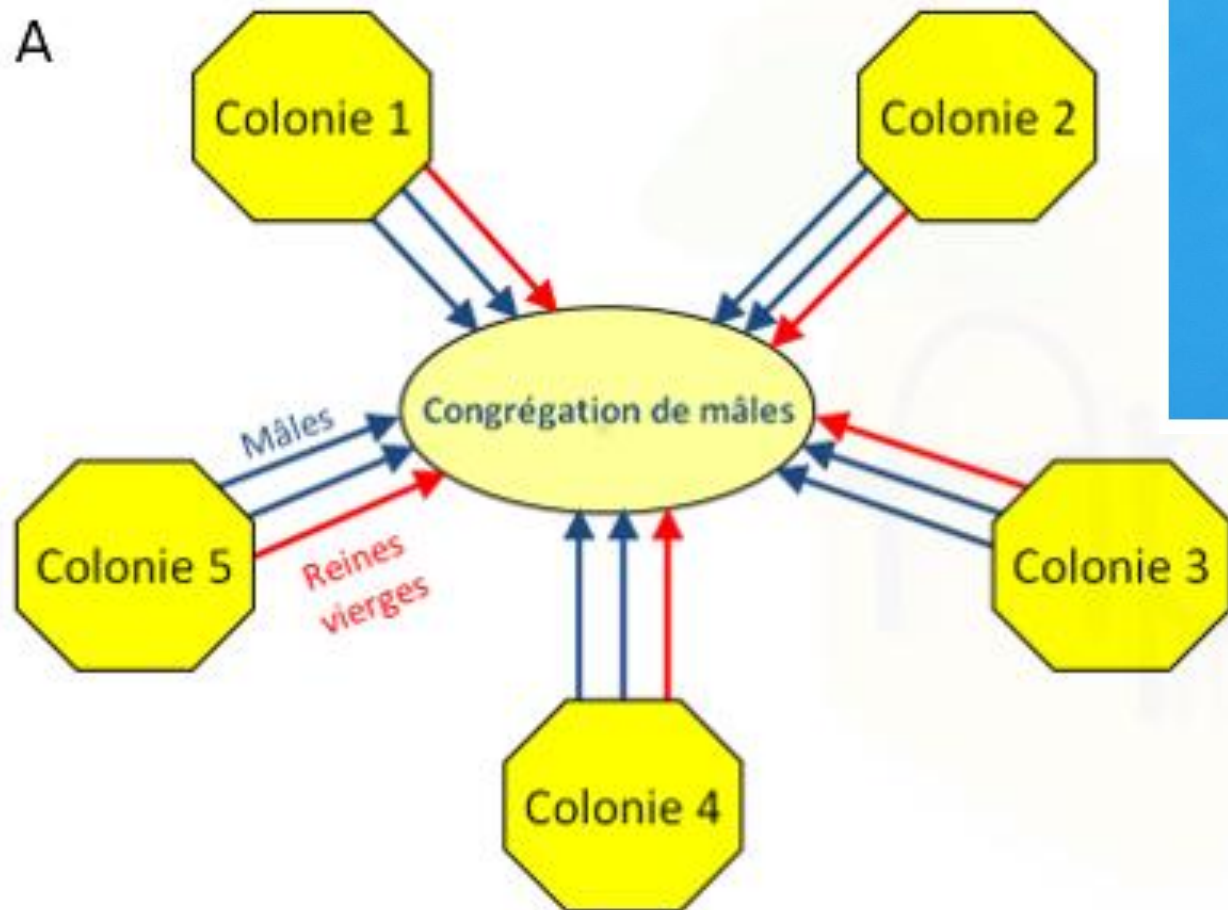 A
Colonie 1
Colonie 2
Congrégation de mâles
Mâles
Colonie 5
Reines
vierges
Colonie 3
Colonie 4